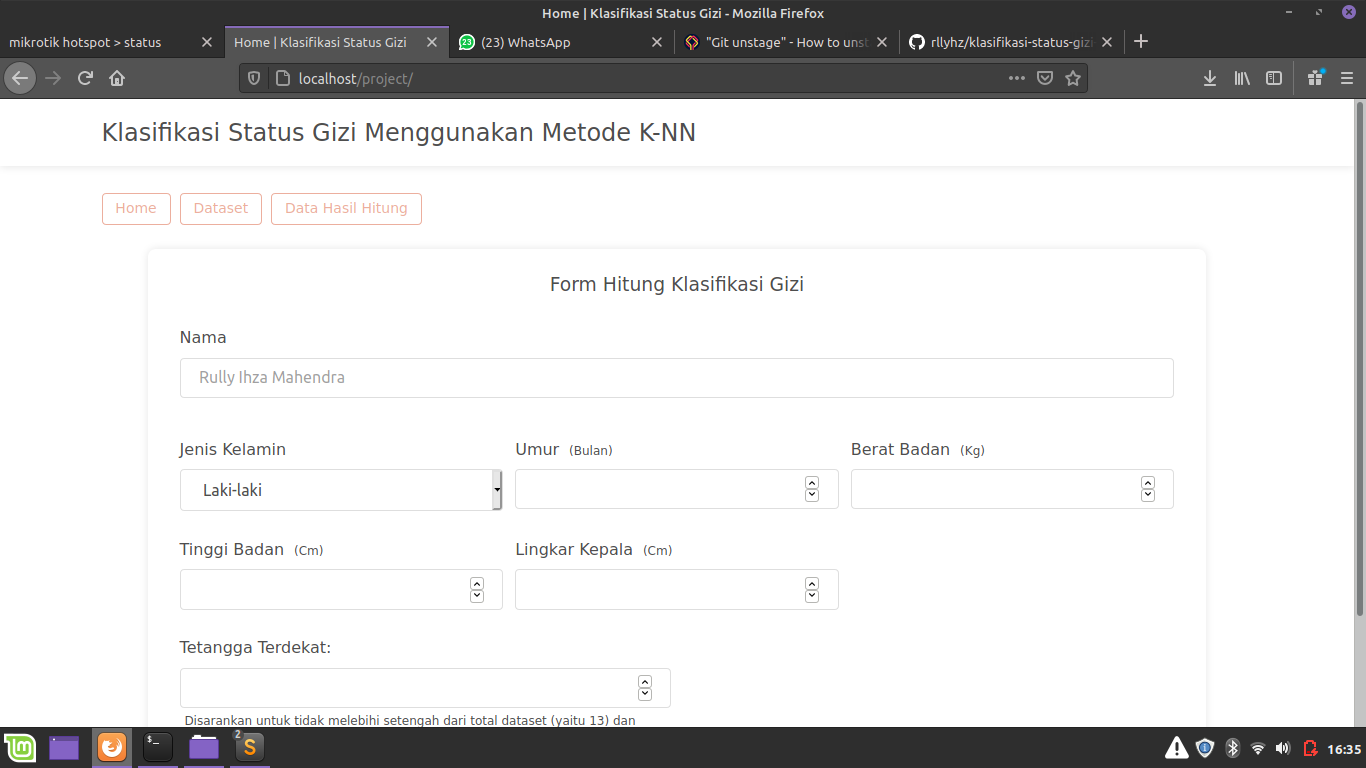 Home | Klasifikasi Status Gizi - Mozilla Firefox
mikrotik hotspot > status
Home | Klasifikasi Status Gizi
23
(23) WhatsApp
"Git unstage" - How to unst
rllyhz/klasifikasi-status-gizi
localhost/project/
Klasifikasi Status Gizi Menggunakan Metode K-NN
Home
Dataset
Data Hasil Hitung
Form Hitung Klasifikasi Gizi
Nama
Rully Ihza Mahendra
Jenis Kelamin
Umur (Bulan)
Berat Badan (Kg)
Laki-laki
Tinggi Badan (Cm)
Lingkar Kepala (Cm)
Tetangga Terdekat:
Disarankan untuk tidak melebihi setengah dari total dataset (yaitu 13) dan
$_
2
S
16:35